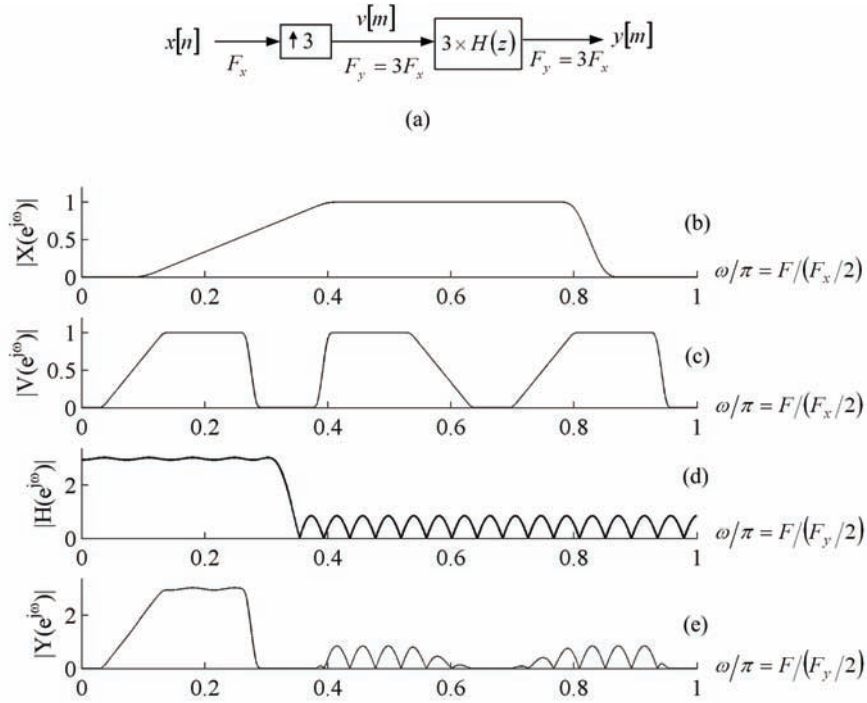 v[m]
x[n] ↑3 3×H(z) y[m]
F_x F_y = 3F_x F_y = 3F_x
(a)
|X(e^jω)|
1
0.5
0
(b)
ω/π = F/(F_x/2)
0 0.2 0.4 0.6 0.8 1
|V(e^jω)|
1
0.5
0
(c)
ω/π = F/(F_x/2)
0 0.2 0.4 0.6 0.8 1
|H(e^jω)|
2
0
(d)
ω/π = F/(F_y/2)
0 0.2 0.4 0.6 0.8 1
|Y(e^jω)|
2
0
(e)
ω/π = F/(F_y/2)
0 0.2 0.4 0.6 0.8 1